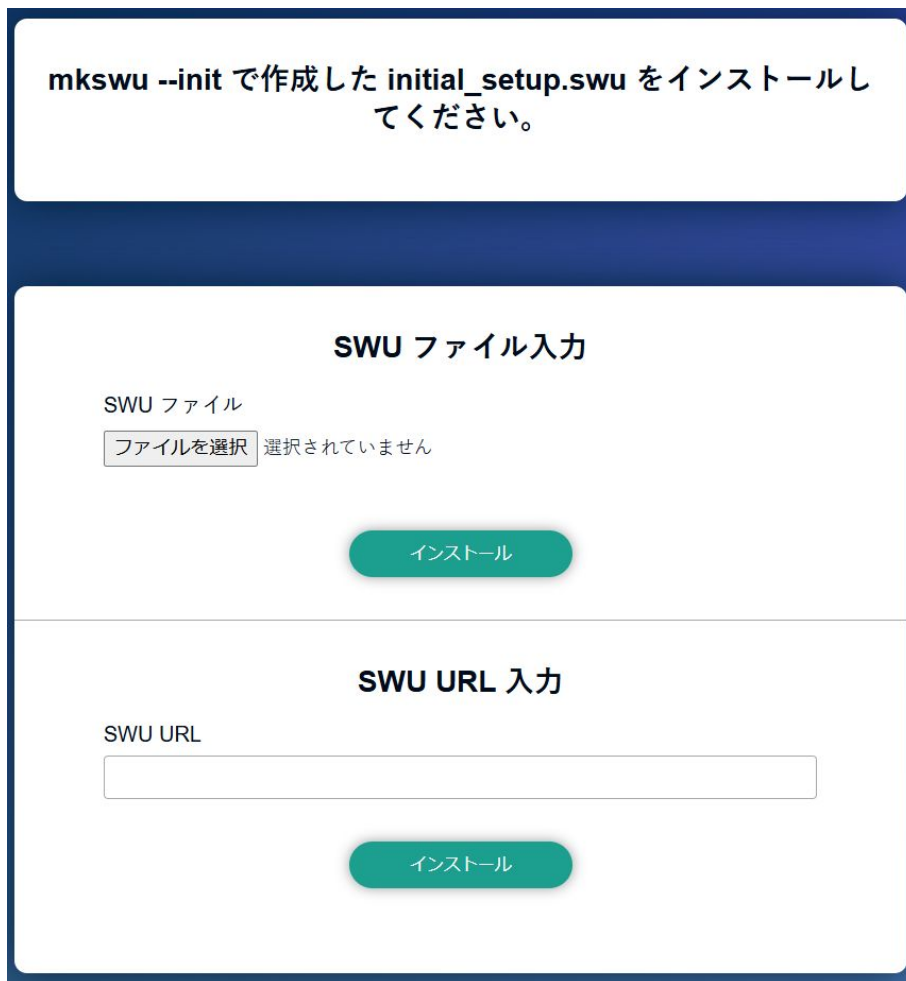 mkswu --init で作成した initial_setup.swu をインストールし
てください。
SWU ファイル入力
SWU ファイル
ファイルを選択 選択されていません
インストール
SWU URL 入力
SWU URL
インストール